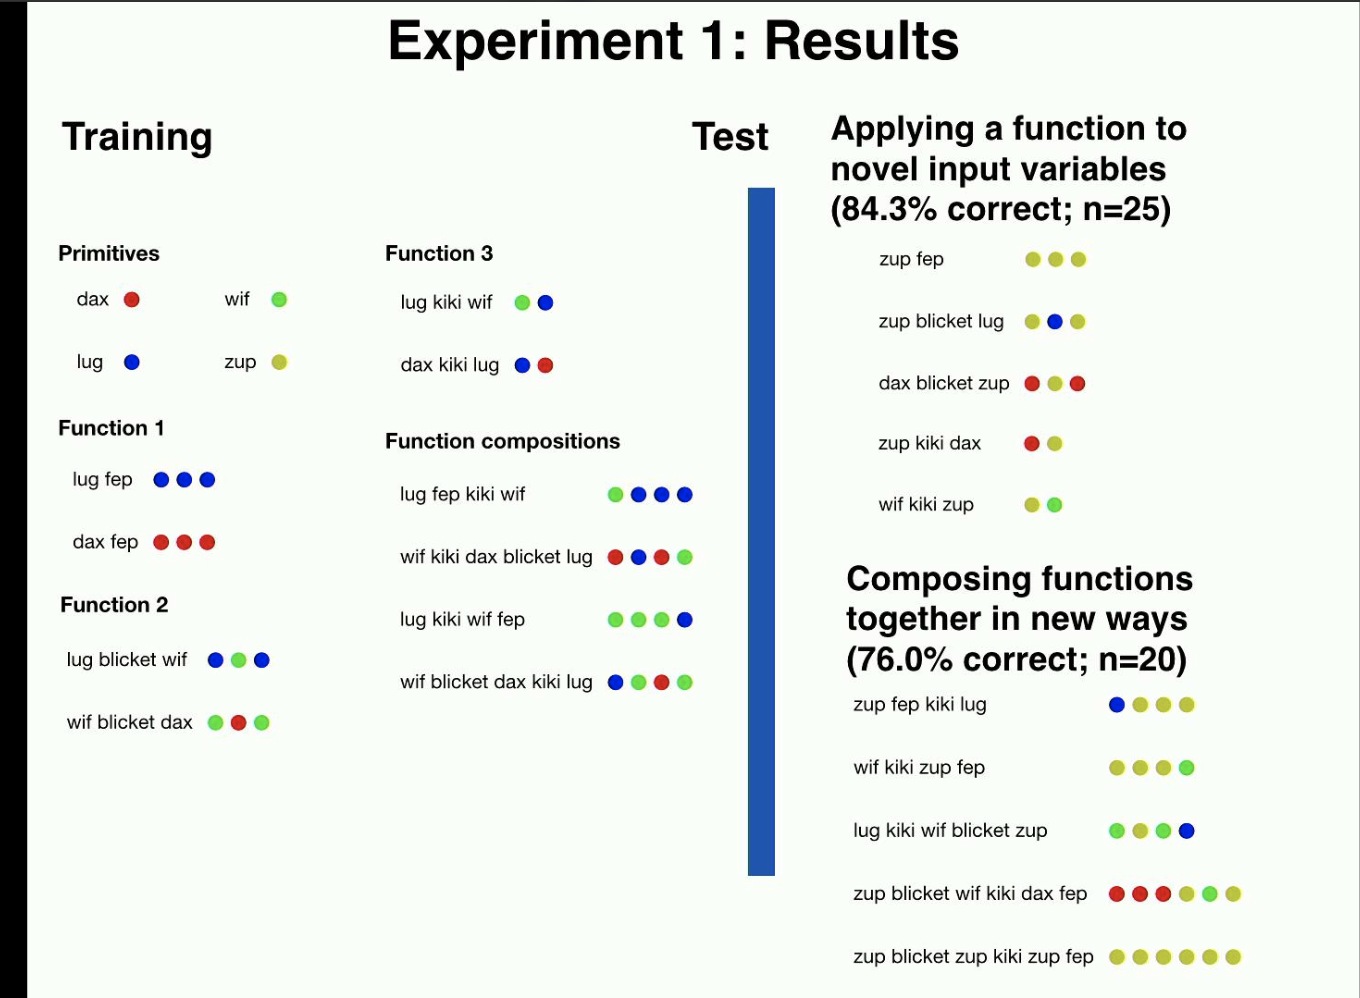 Experiment 1: Results
Training
Primitives
dax
wif
lug
zup
Function 1
lug fep
dax fep
Function 2
lug blicket wif
wif blicket dax
Function 3
lug kiki wif
dax kiki lug
Function compositions
lug fep kiki wif
wif kiki dax blicket lug
lug kiki wif fep
wif blicket dax kiki lug
Test
Applying a function to
novel input variables
(84.3% correct; n=25)
zup fep
zup blicket lug
dax blicket zup
zup kiki dax
wif kiki zup
Composing functions
together in new ways
(76.0% correct; n=20)
zup fep kiki lug
wif kiki zup fep
lug kiki wif blicket zup
zup blicket wif kiki dax fep
zup blicket zup kiki zup fep